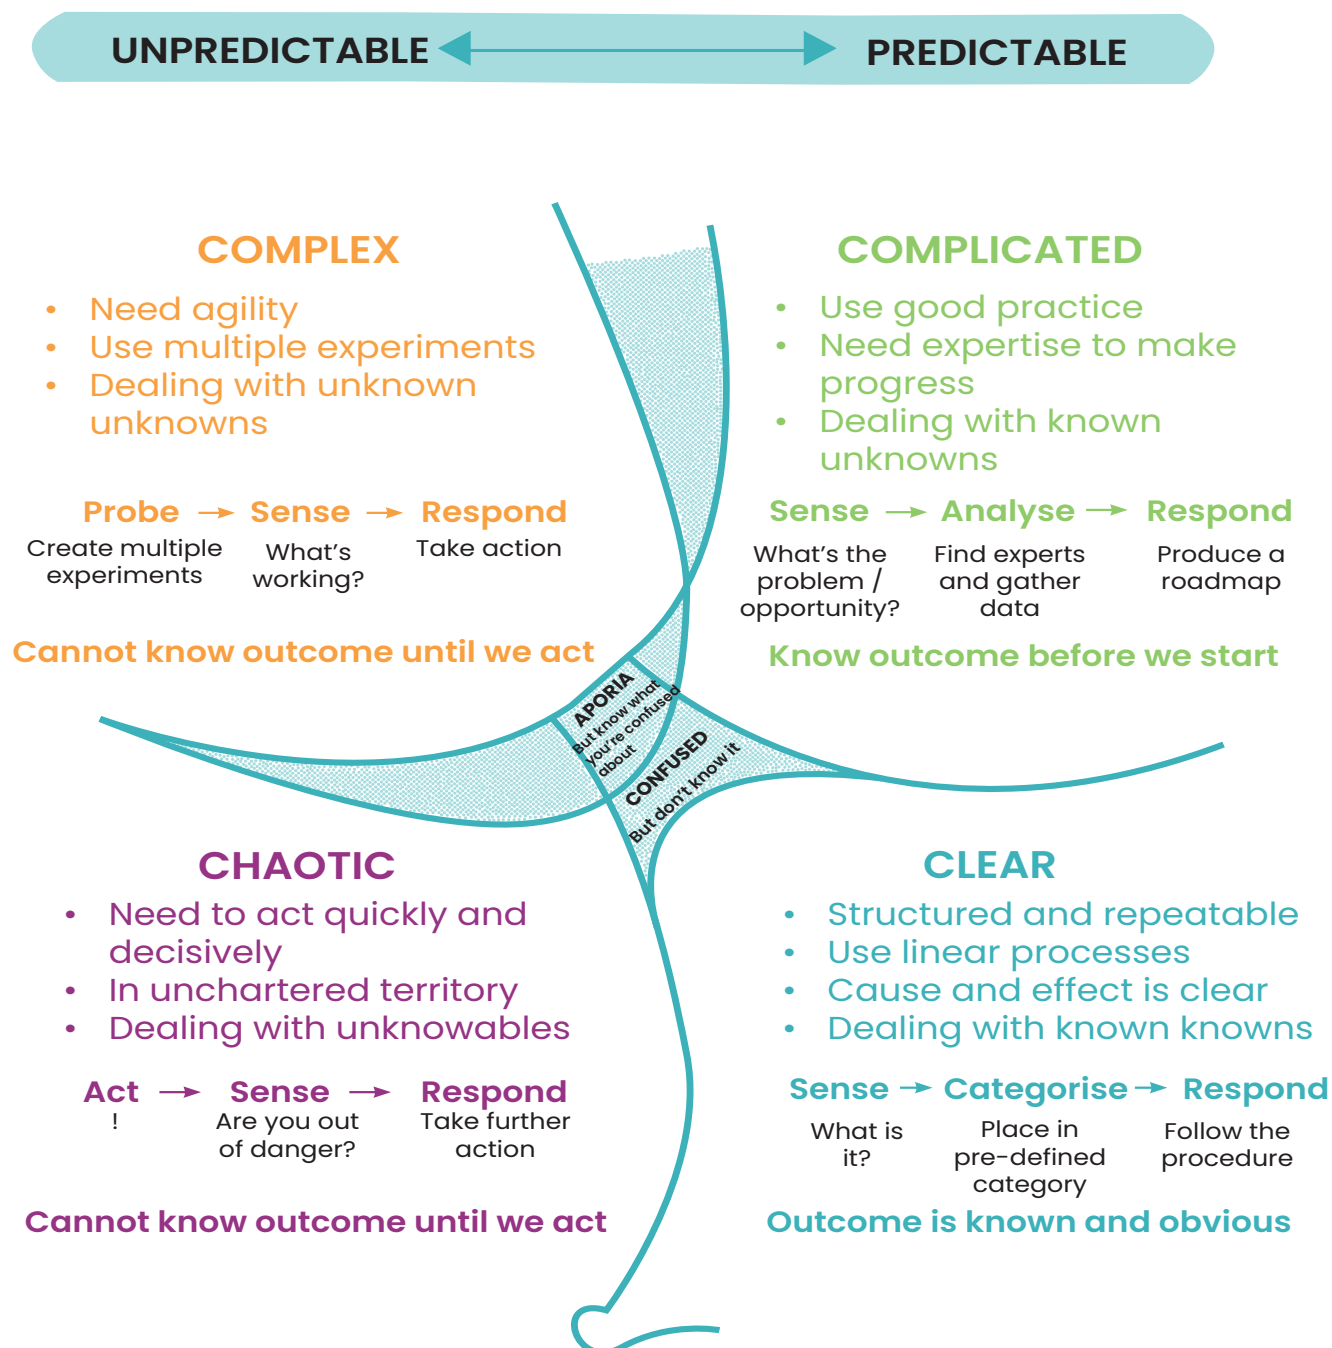 UNPREDICTABLE
PREDICTABLE
COMPLEX
• Need agility
• Use multiple experiments
• Dealing with unknown
unknowns
Probe → Sense → Respond
Create multiple
experiments
What's
working?
Take action
Cannot know outcome until we act
COMPLICATED
• Use good practice
• Need expertise to make
progress
• Dealing with known
unknowns
Sense → Analyse → Respond
What's the
problem /
opportunity?
Find experts
and gather
data
Produce a
roadmap
Know outcome before we start
APORIA
But know what
you're confused
about
CONFUSED
But don't know it
CHAOTIC
• Need to act quickly and
decisively
• In unchartered territory
• Dealing with unknowables
Act → Sense → Respond
!
Are you out
of danger?
Take further
action
Cannot know outcome until we act
CLEAR
• Structured and repeatable
• Use linear processes
• Cause and effect is clear
• Dealing with known knowns
Sense → Categorise → Respond
What is
it?
Place in
pre-defined
category
Follow the
procedure
Outcome is known and obvious